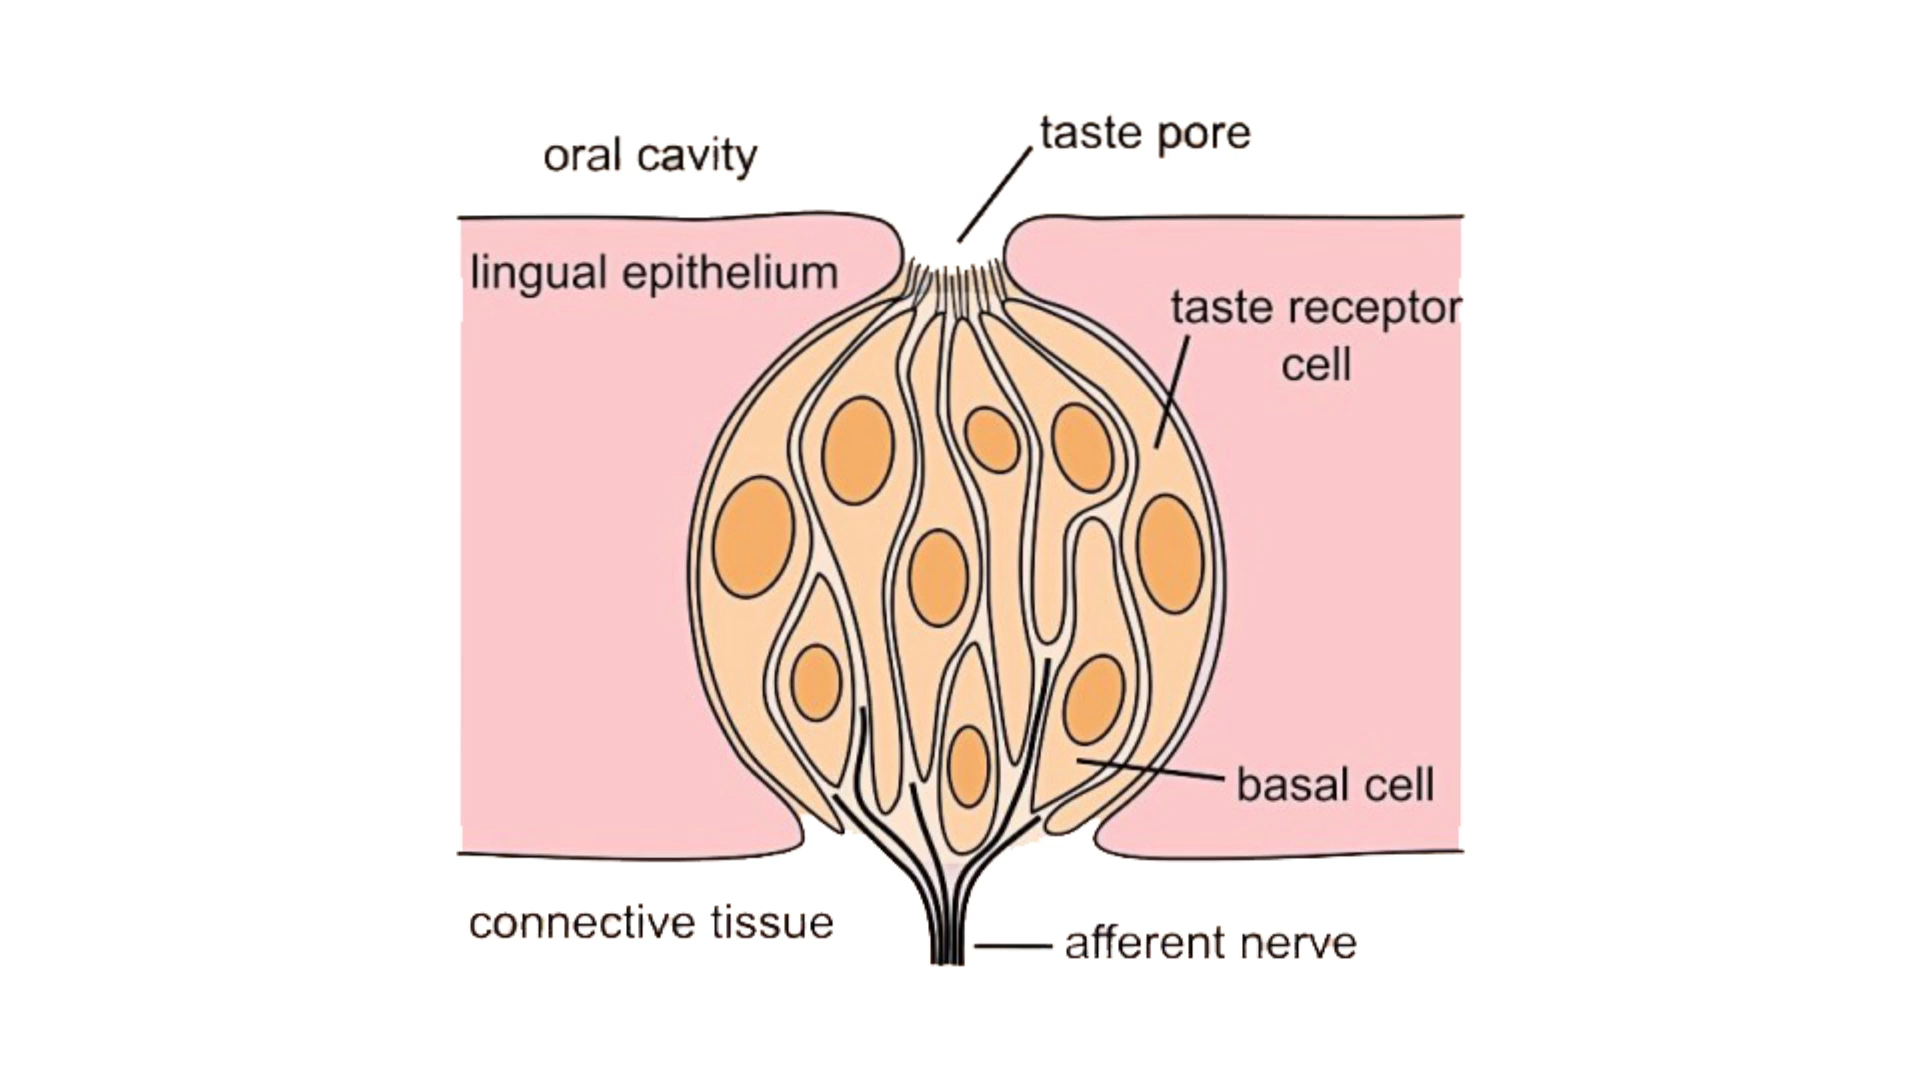 taste pore
oral cavity
lingual epithelium
taste receptor
cell
basal cell
connective tissue
afferent nerve